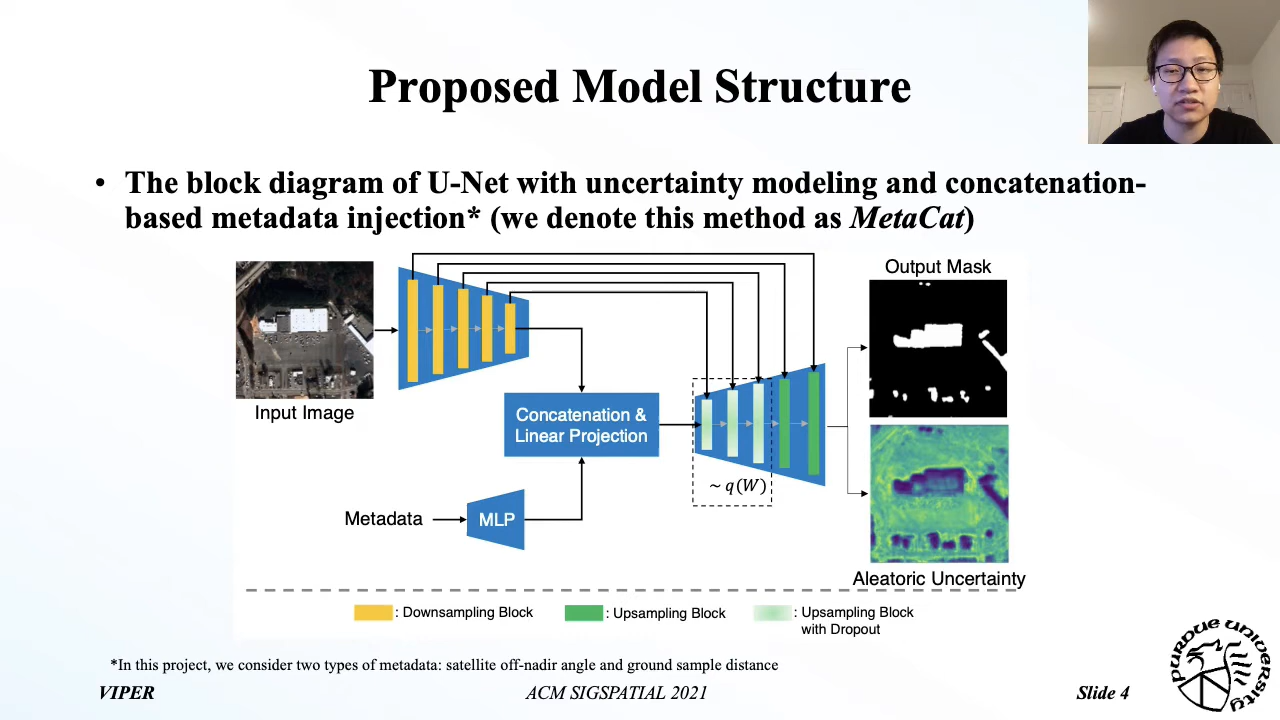 Proposed Model Structure
• The block diagram of U-Net with uncertainty modeling and concatenation-
based metadata injection* (we denote this method as MetaCat)
Output Mask
Input Image
Concatenation &
Linear Projection
~ q(W)
Metadata
MLP
Aleatoric Uncertainty
: Downsampling Block
: Upsampling Block
: Upsampling Block
with Dropout
*In this project, we consider two types of metadata: satellite off-nadir angle and ground sample distance
VIPER
ACM SIGSPATIAL 2021
Slide 4
PURDUE UNIVERSITY